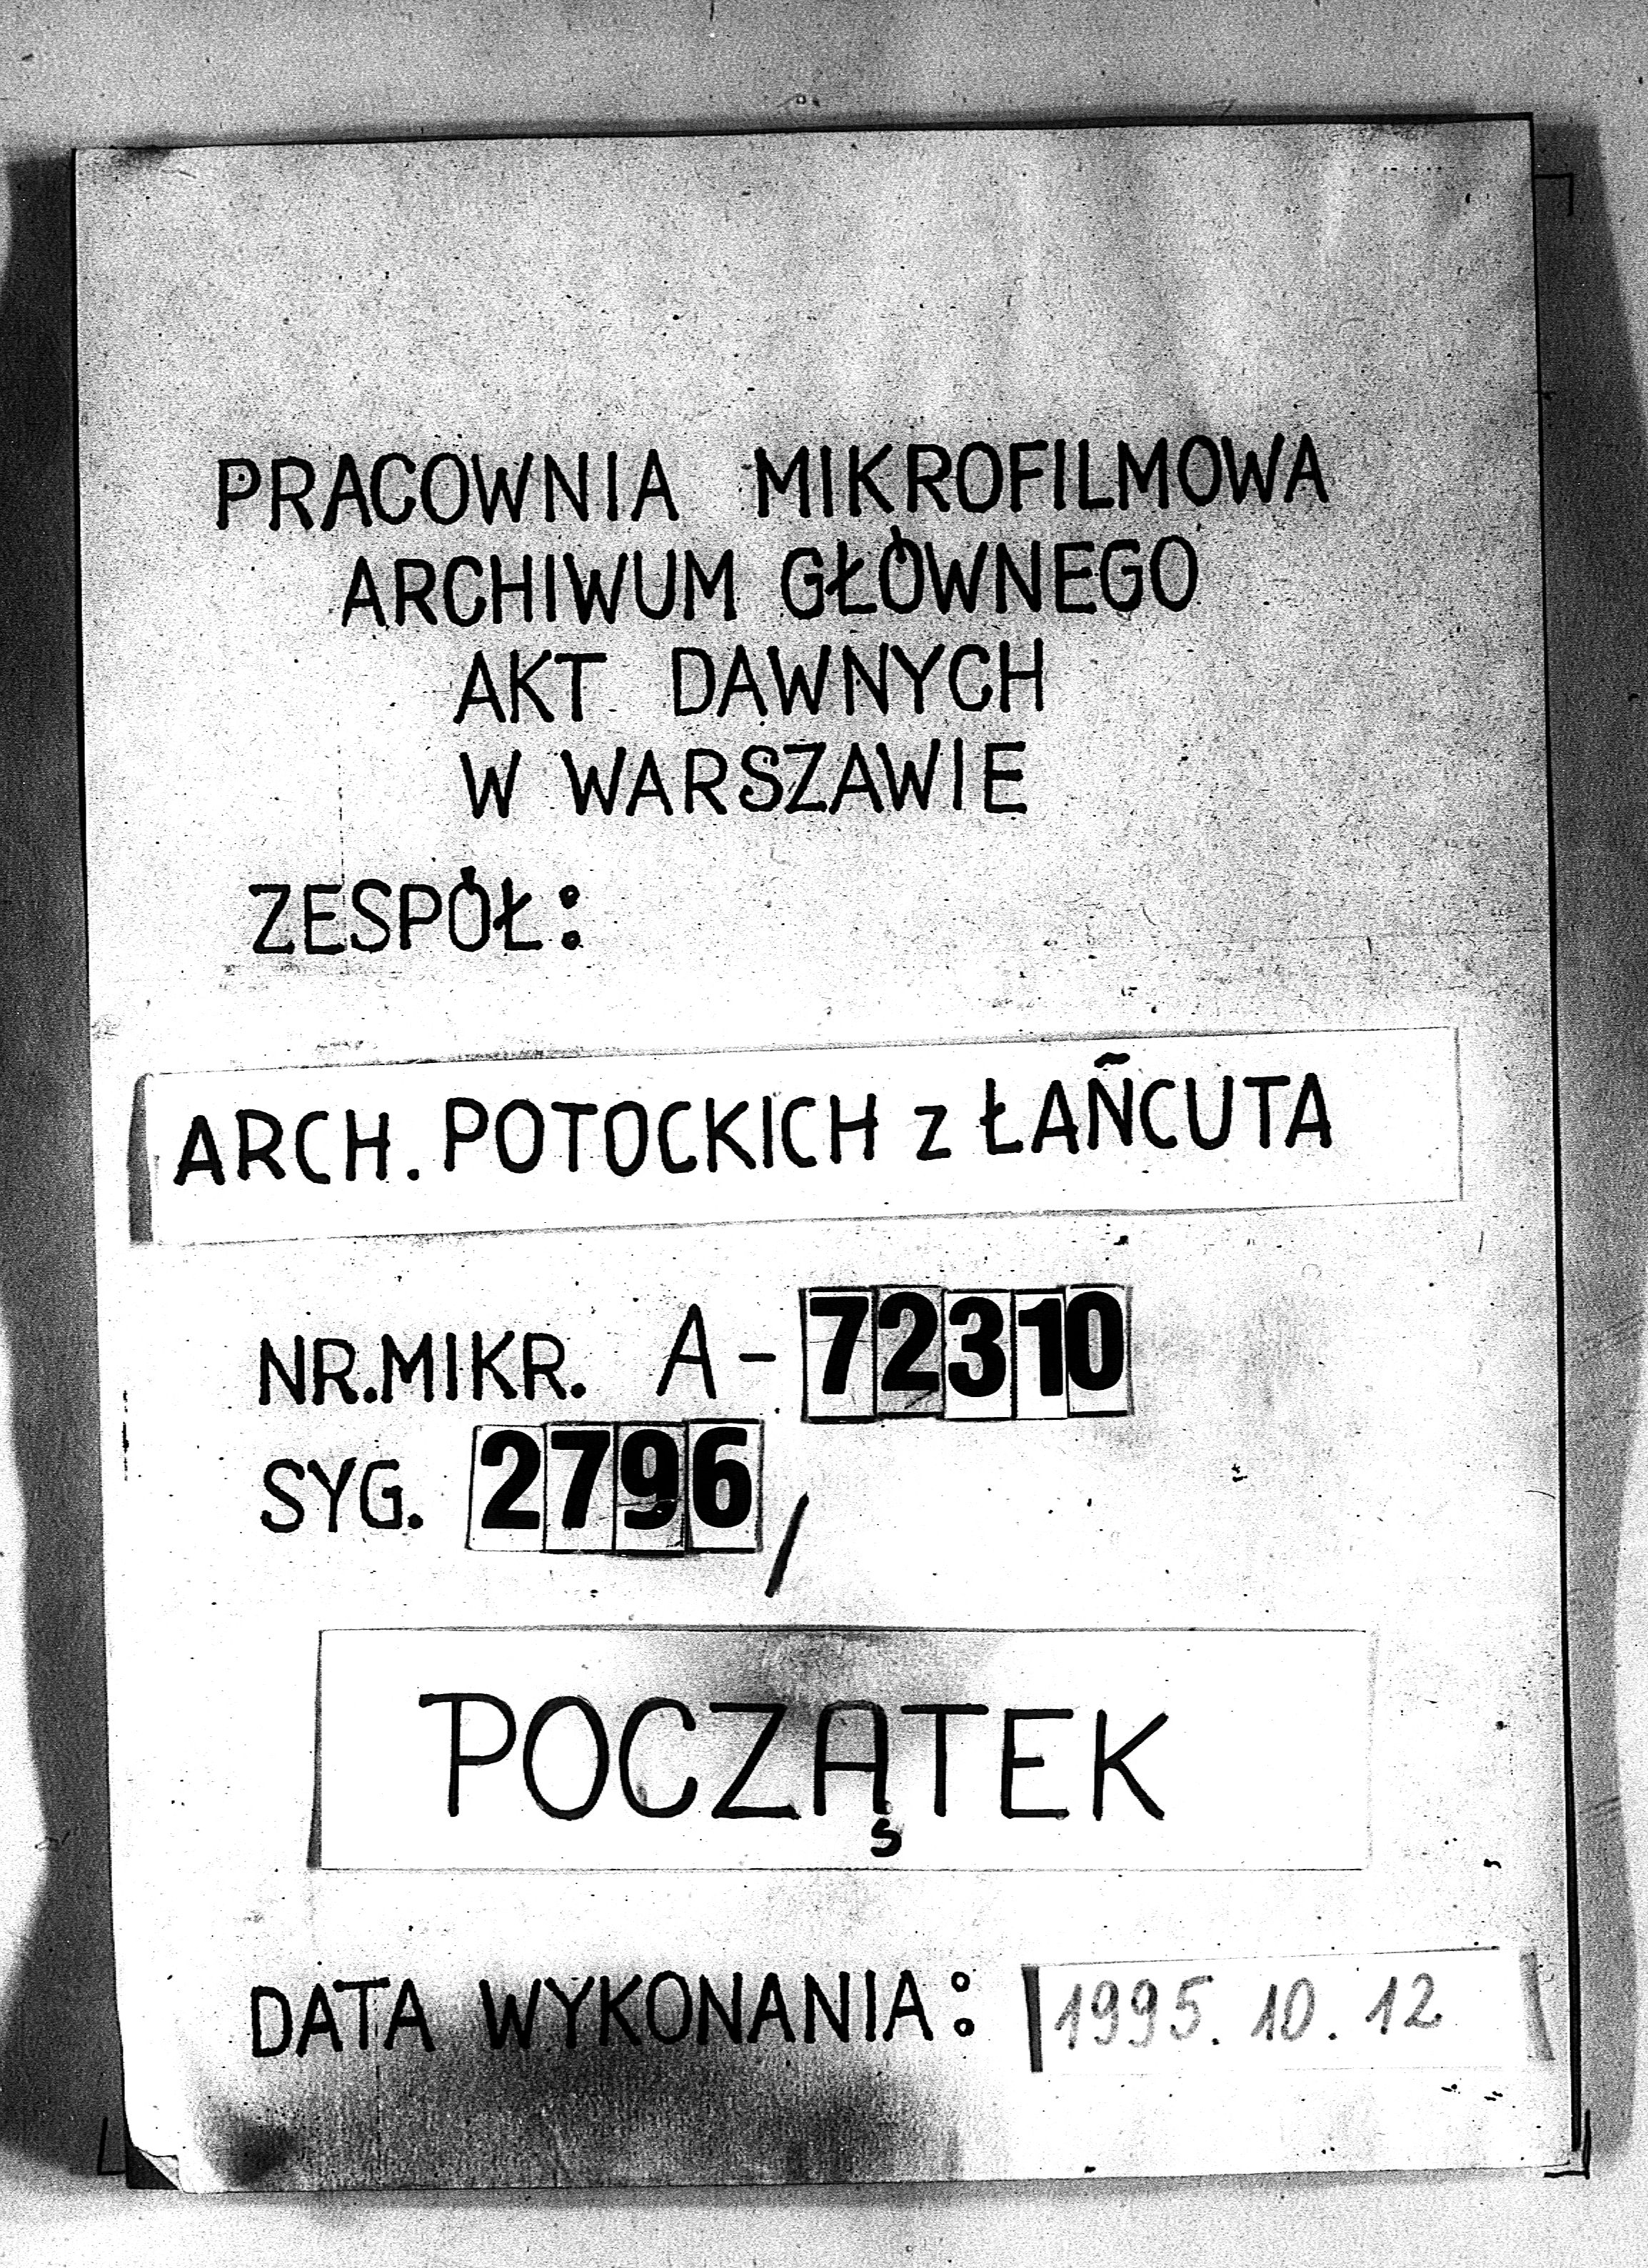 PRACOWNIA MIKROFILMOWA
ARCHIWUM GŁÓWNEGO
AKT DAWNYCH
W WARSZAWIE
ZESPÓŁ:
ARCH. POTOCKICH z ŁAŃCUTA
NR.MIKR. A-72310
SYG. 2796/
POCZĄTEK
DATA WYKONANIA: 1995.10.12